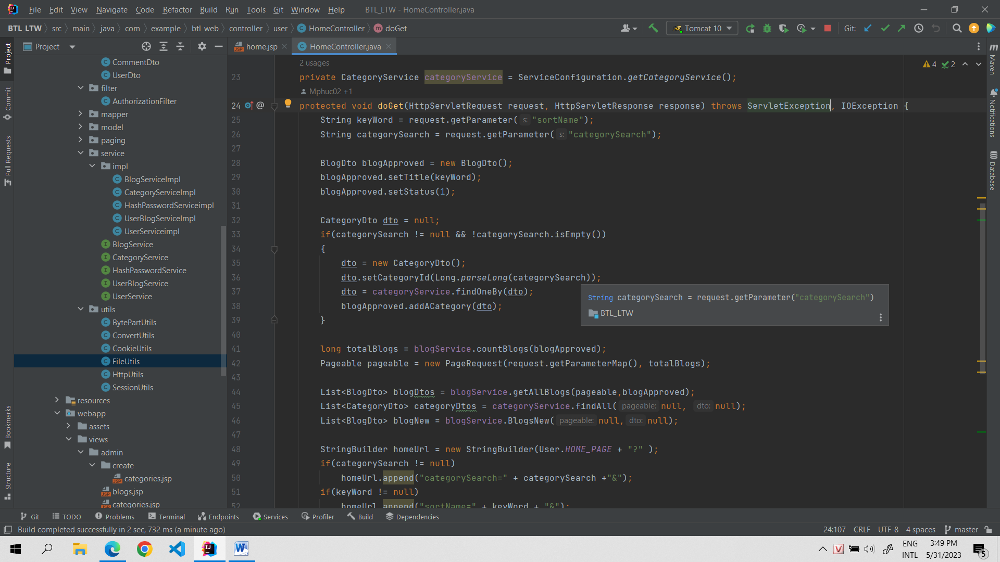 File Edit View Navigate Code Refactor Build Run Tools Git Window Help BTL_LTW - HomeController.java
BTL_LTW src main java com example btl_web controller user HomeController doGet Tomcat 10 Git:
Project
home.jsp HomeController.java
CommentDto
UserDto
filter
AuthorizationFilter
mapper
model
paging
service
impl
BlogServiceImpl
CategoryServiceImpl
HashPasswordServiceimpl
UserBlogServiceImpl
UserServiceimpl
BlogService
CategoryService
HashPasswordService
UserBlogService
UserService
utils
BytePartUtils
ConvertUtils
CookieUtils
FileUtils
HttpUtils
SessionUtils
resources
webapp
assets
views
admin
create
categories.jsp
blogs.jsp
categories.jsp
Project
Commit
Pull Requests
Bookmarks
Structure
2 usages
4 2
23 private CategoryService categoryService = ServiceConfiguration.getCategoryService();
Mphuc02 +1
24 @ protected void doGet(HttpServletRequest request, HttpServletResponse response) throws ServletException, IOException {
25 String keyWord = request.getParameter( s: "sortName");
26 String categorySearch = request.getParameter( s: "categorySearch");
27
28 BlogDto blogApproved = new BlogDto();
29 blogApproved.setTitle(keyWord);
30 blogApproved.setStatus(1);
31
32 CategoryDto dto = null;
33 if(categorySearch != null && !categorySearch.isEmpty())
34 {
35 dto = new CategoryDto();
36 dto.setCategoryId(Long.parseLong(categorySearch));
37 dto = categoryService.findOneBy(dto);
38 blogApproved.addACategory(dto);
39 }
40
41 long totalBlogs = blogService.countBlogs(blogApproved);
42 Pageable pageable = new PageRequest(request.getParameterMap(), totalBlogs);
43
44 List<BlogDto> blogDtos = blogService.getAllBlogs(pageable,blogApproved);
45 List<CategoryDto> categoryDtos = categoryService.findAll( pageable: null, dto: null);
46 List<BlogDto> blogNew = blogService.BlogsNew( pageable: null, dto: null);
47
48 StringBuilder homeUrl = new StringBuilder(User.HOME_PAGE + "?" );
49 if(categorySearch != null)
50 homeUrl.append("categorySearch=" + categorySearch +"&");
51 if(keyWord != null)
52 homeUrl.append("sortName=" + keyWord + "&");
String categorySearch = request.getParameter("categorySearch")
BTL_LTW
m Maven
Notifications
Database
Git TODO Problems Terminal Endpoints Services Profiler Build Dependencies
Build completed successfully in 2 sec, 732 ms (a minute ago) 24:107 CRLF UTF-8 4 spaces master
ENG
INTL
3:49 PM
5/31/2023
5